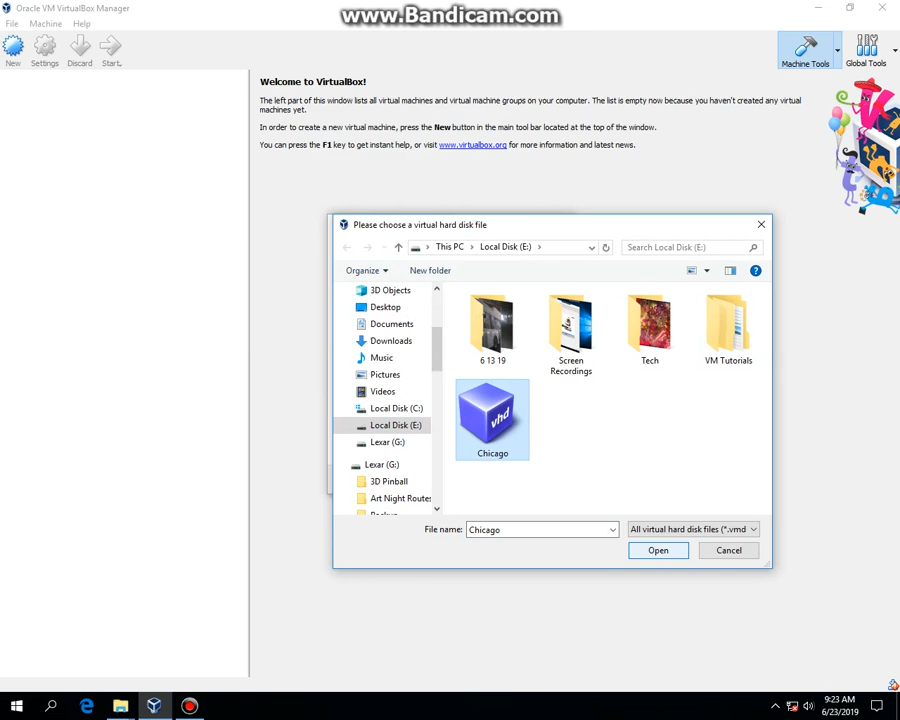 Oracle VM VirtualBox Manager
www.Bandicam.com
File Machine Help
New Settings Discard Start.
Machine Tools Global Tools
Welcome to VirtualBox!
The left part of this window lists all virtual machines and virtual machine groups on your computer. The list is empty now because you haven't created any virtual
machines yet.
In order to create a new virtual machine, press the New button in the main tool bar located at the top of the window.
You can press the F1 key to get instant help, or visit www.virtualbox.org for more information and latest news.
Please choose a virtual hard disk file
This PC Local Disk (E:)
Search Local Disk (E:)
Organize New folder
3D Objects
Desktop
Documents
Downloads
Music
Pictures
Videos
Local Disk (C:)
Local Disk (E:)
Lexar (G:)
Lexar (G:)
3D Pinball
Art Night Routes
6 13 19
Screen
Recordings
Tech
VM Tutorials
vhd
Chicago
File name: Chicago
All virtual hard disk files (*.vmd
Open Cancel
9:23 AM
6/23/2019